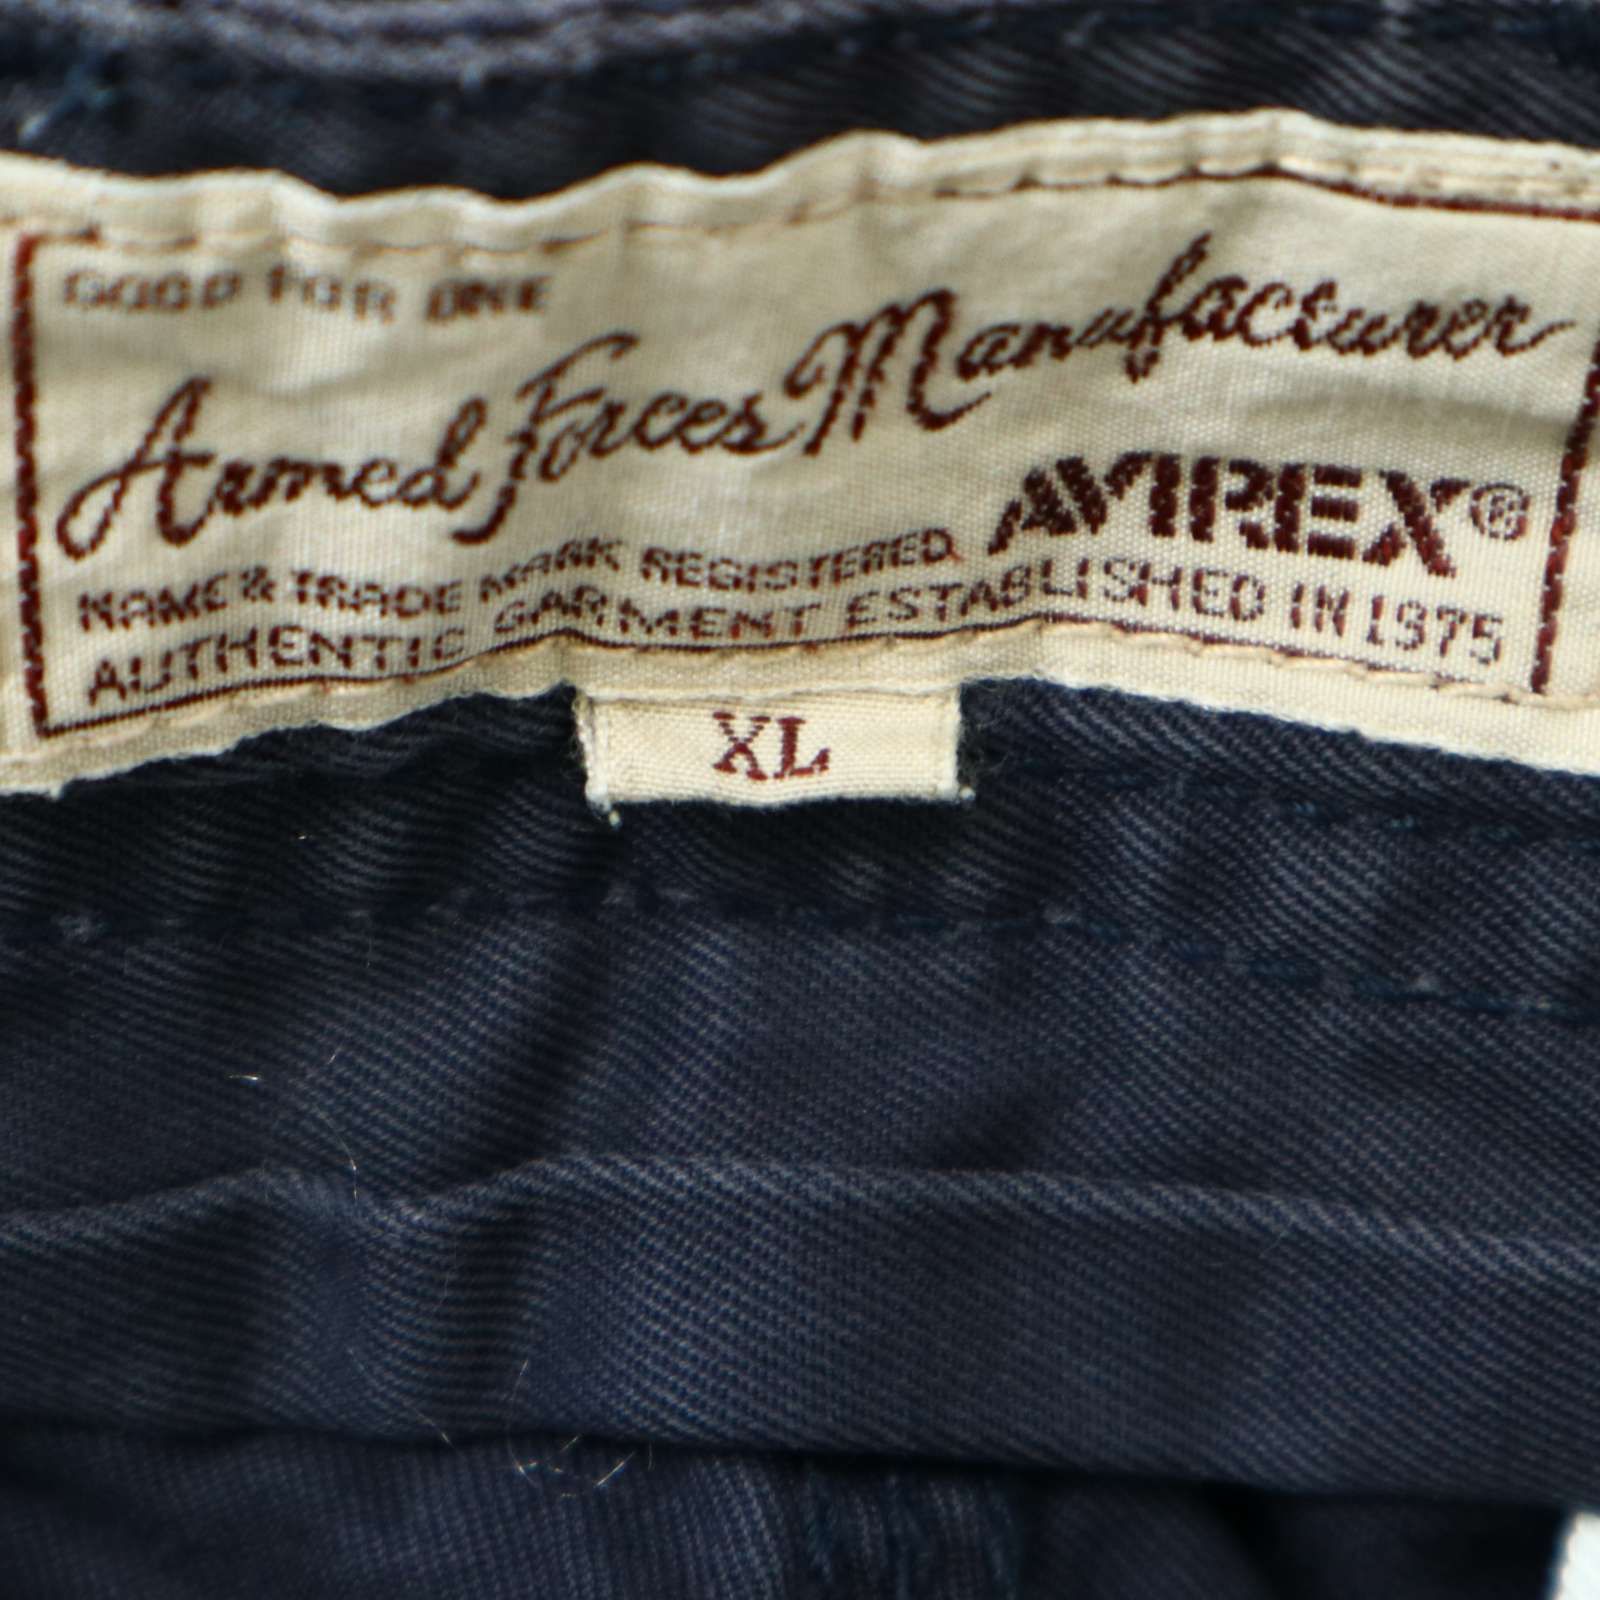 GOOD FOR ONE
Armed Forces Manufacturer
NAME & TRADE MARK REGISTERED AVIREX®
AUTHENTIC GARMENT ESTABLISHED IN 1975
XL